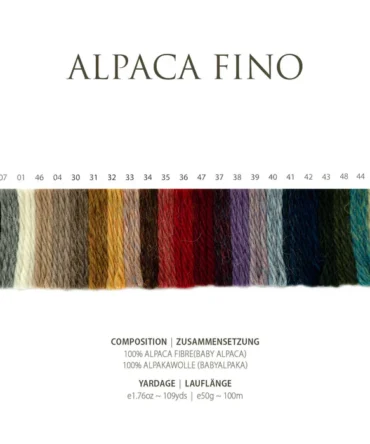 ALPACA FINO
07 01 46 04 30 31 32 33 34 35 36 47 37 38 39 40 41 42 43 48 44
COMPOSITION | ZUSAMMENSETZUNG
100% ALPACA FIBRE(BABY ALPACA)
100% ALPAKAWOLLE (BABYALPAKA)
YARDAGE | LAUFLÄNGE
e1.76oz ~ 109yds | e50g ~ 100m